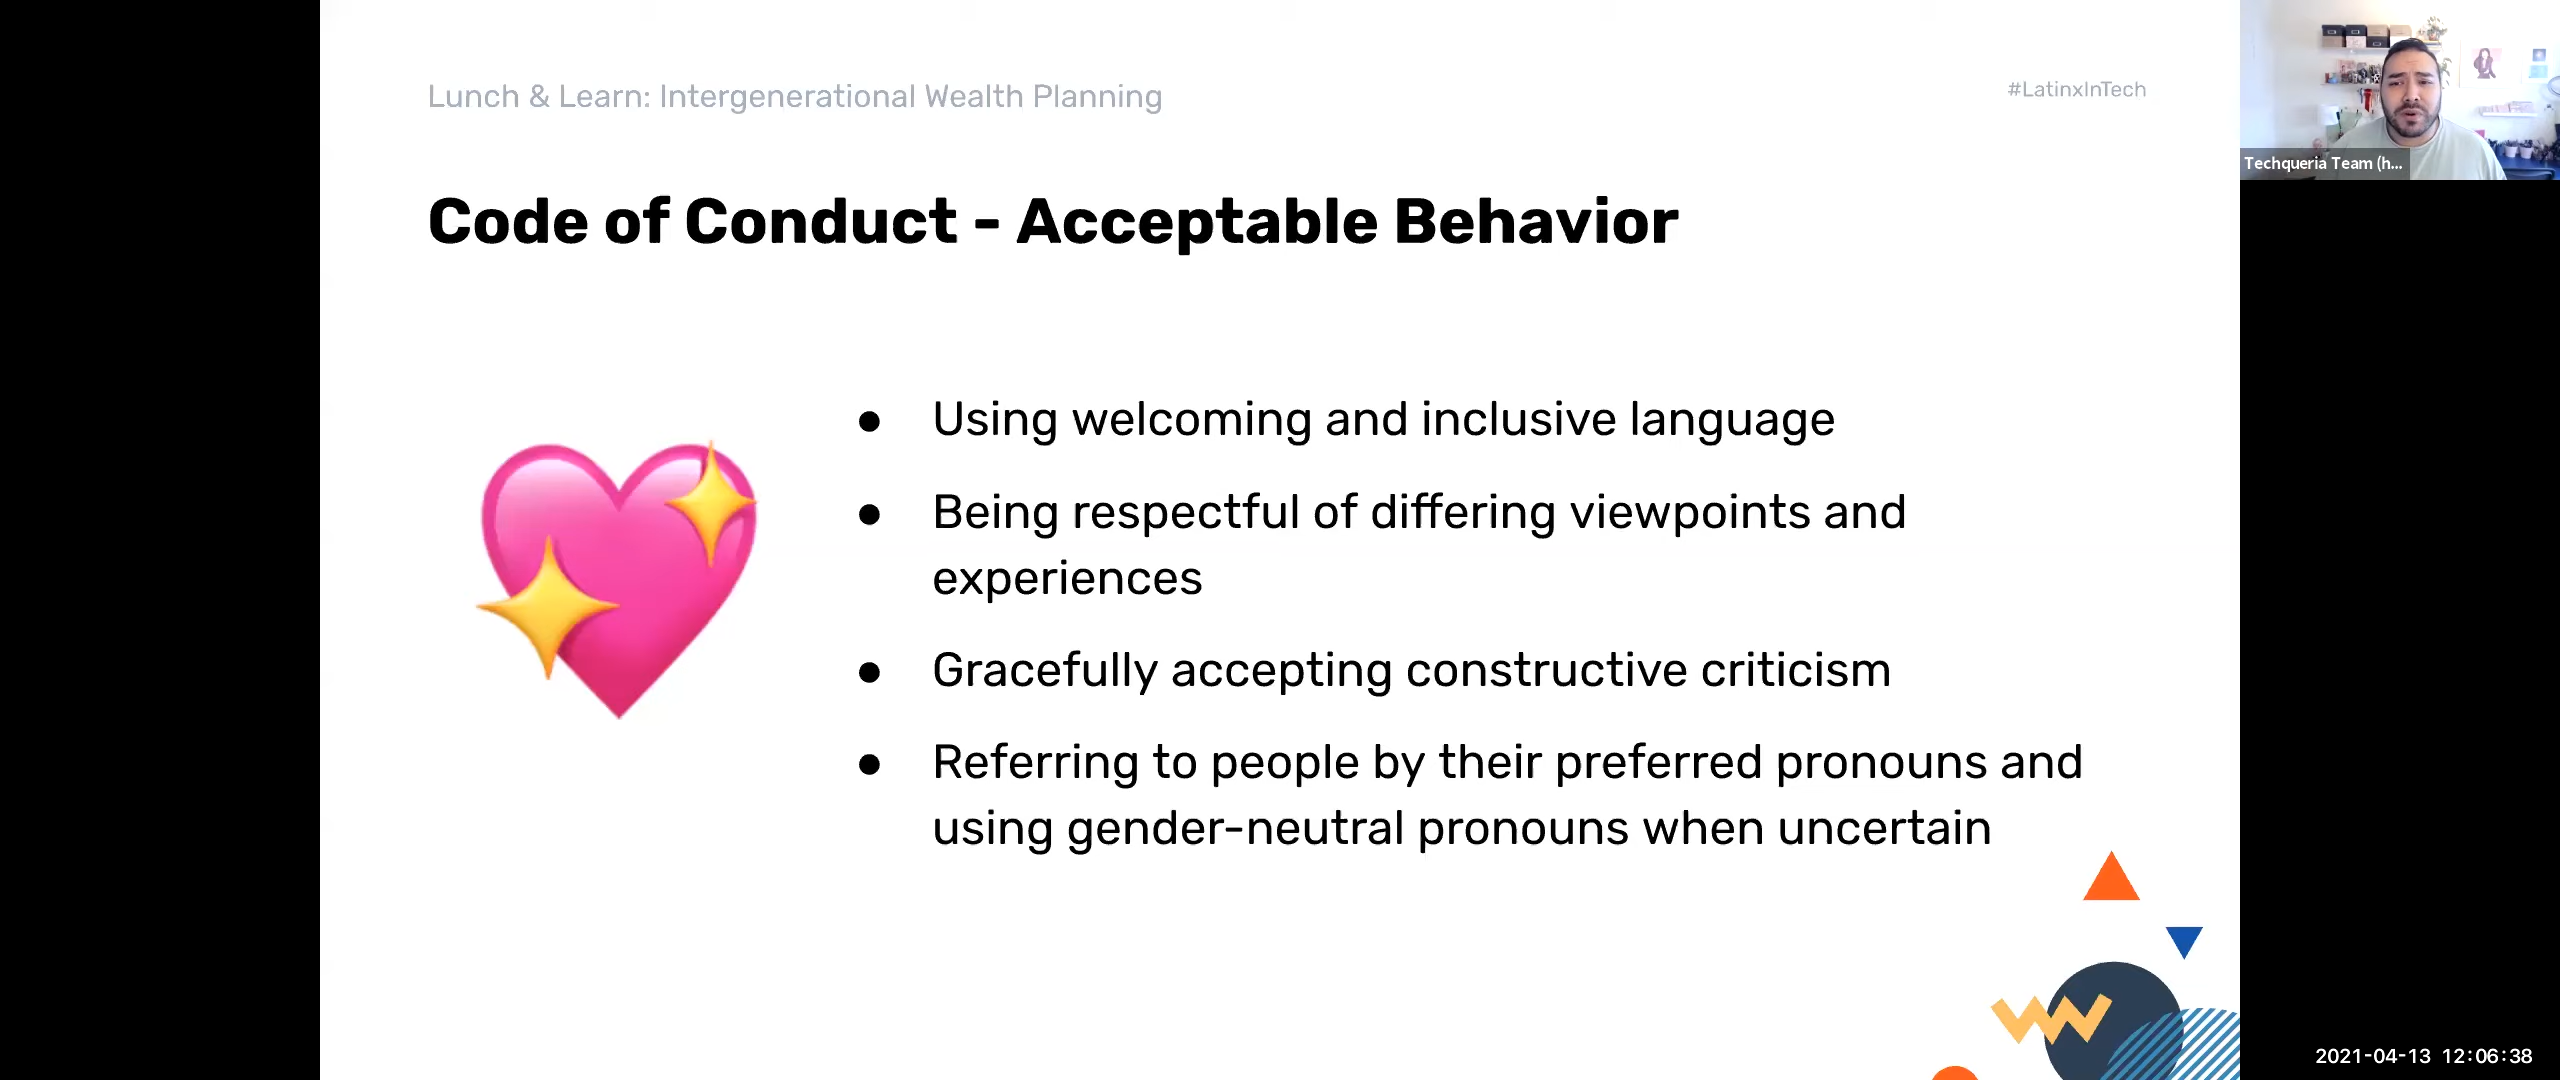 Lunch & Learn: Intergenerational Wealth Planning
#LatinxInTech
Techqueria Team (h...
Code of Conduct - Acceptable Behavior
● Using welcoming and inclusive language
● Being respectful of differing viewpoints and
experiences
● Gracefully accepting constructive criticism
● Referring to people by their preferred pronouns and
using gender-neutral pronouns when uncertain
2021-04-13 12:06:38